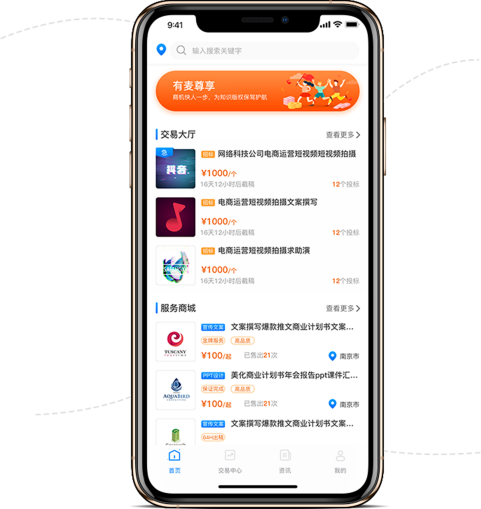 9:41
输入搜索关键字
有麦尊享
商机快人一步，为知识版权保驾护航
交易大厅
查看更多
急
招标 网络科技公司电商运营短视频短视频拍摄
¥1000/个
16天12小时后截稿
12个投标
招标 电商运营短视频拍摄文案撰写
¥1000/个
16天12小时后截稿
12个投标
招标 电商运营短视频拍摄求助演
¥1000/个
16天12小时后截稿
12个投标
服务商城
查看更多
宣传文案 文案撰写爆款推文商业计划书文案...
金牌服务 高品质
¥100/起
已售出21次
南京市
TUSCANY
PPT设计 美化商业计划书年会报告ppt课件汇...
保证完成 高品质
¥100/起
已售出21次
南京市
AQUABIRD
宣传文案 文案撰写爆款推文商业计划书文案...
04H出稿
首页
交易中心
资讯
我的